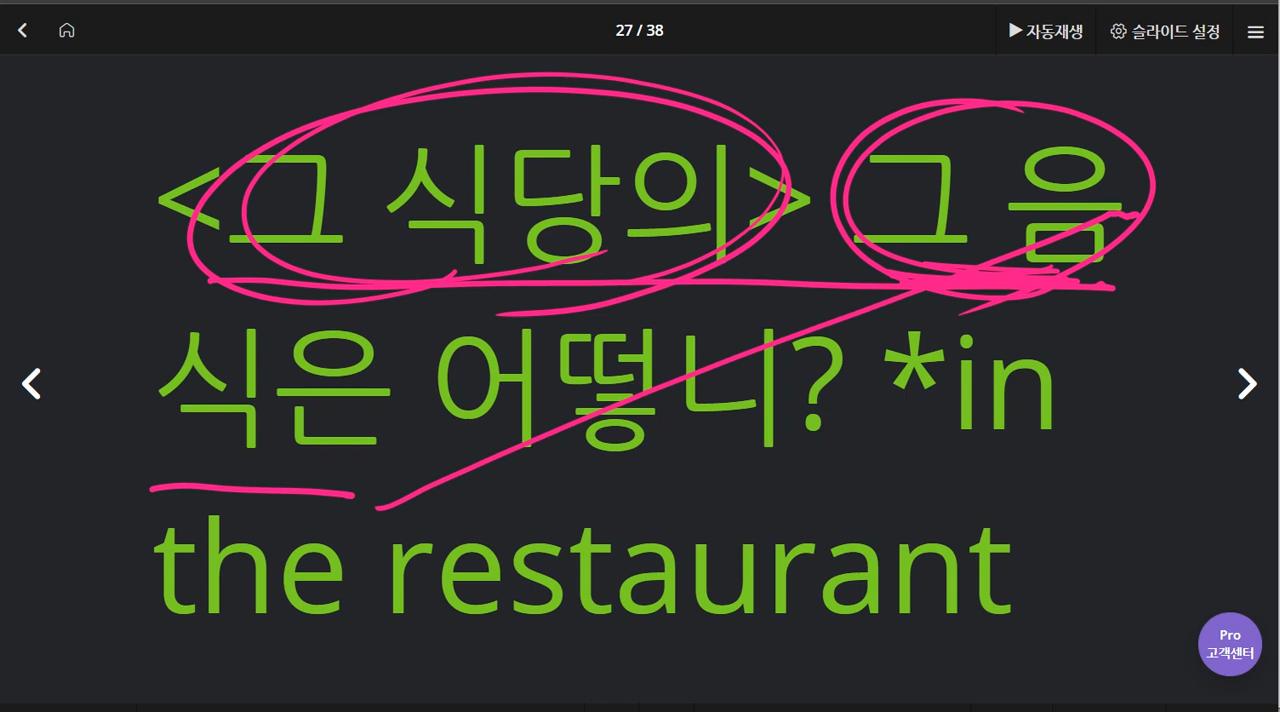 27 / 38
▶ 자동재생
슬라이드 설정
<그 식당의> 그 음
식은 어떻니? *in
the restaurant
Pro
고객센터